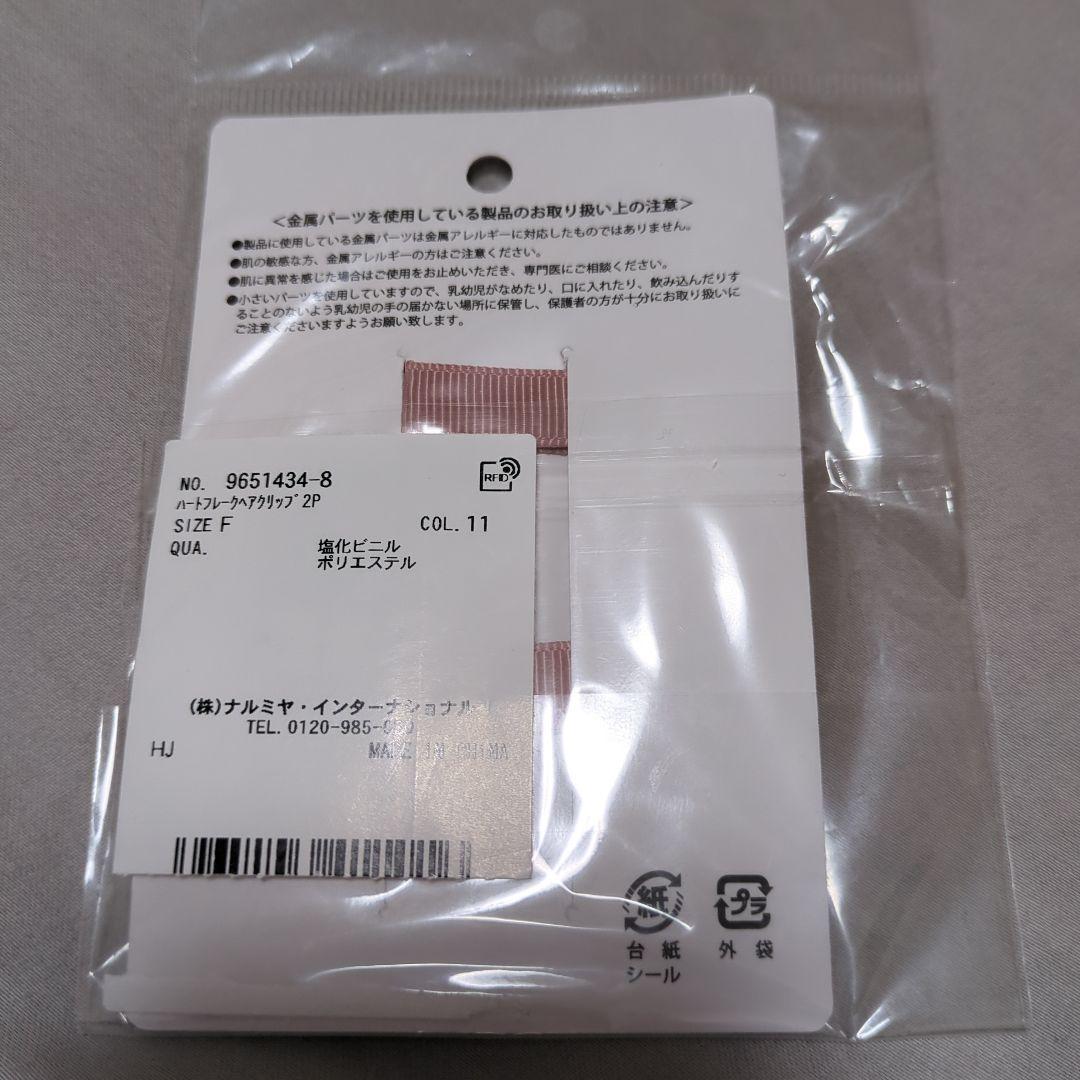 <金属パーツを使用している製品のお取り扱い上の注意>
●製品に使用している金属パーツは金属アレルギーに対応したものではありません。
●肌の敏感な方、金属アレルギーの方はご注意ください。
●肌に異常を感じた場合はご使用をお止めいただき、専門医にご相談ください。
●小さいパーツを使用していますので、乳幼児がなめたり、口に入れたり、飲み込んだりす
ることのないよう乳幼児の手の届かない場所に保管し、保護者の方が十分にお取り扱いに
ご注意くださいますようお願い致します。
NO. 9651434-8
RFID
ハートフレークヘアクリップ2P
SIZE F COL. 11
QUA. 塩化ビニル
ポリエステル
(株)ナルミヤ・インターナショナル
TEL. 0120-985-
HJ MADE IN CHINA
紙 プラ
台紙 外袋
シール